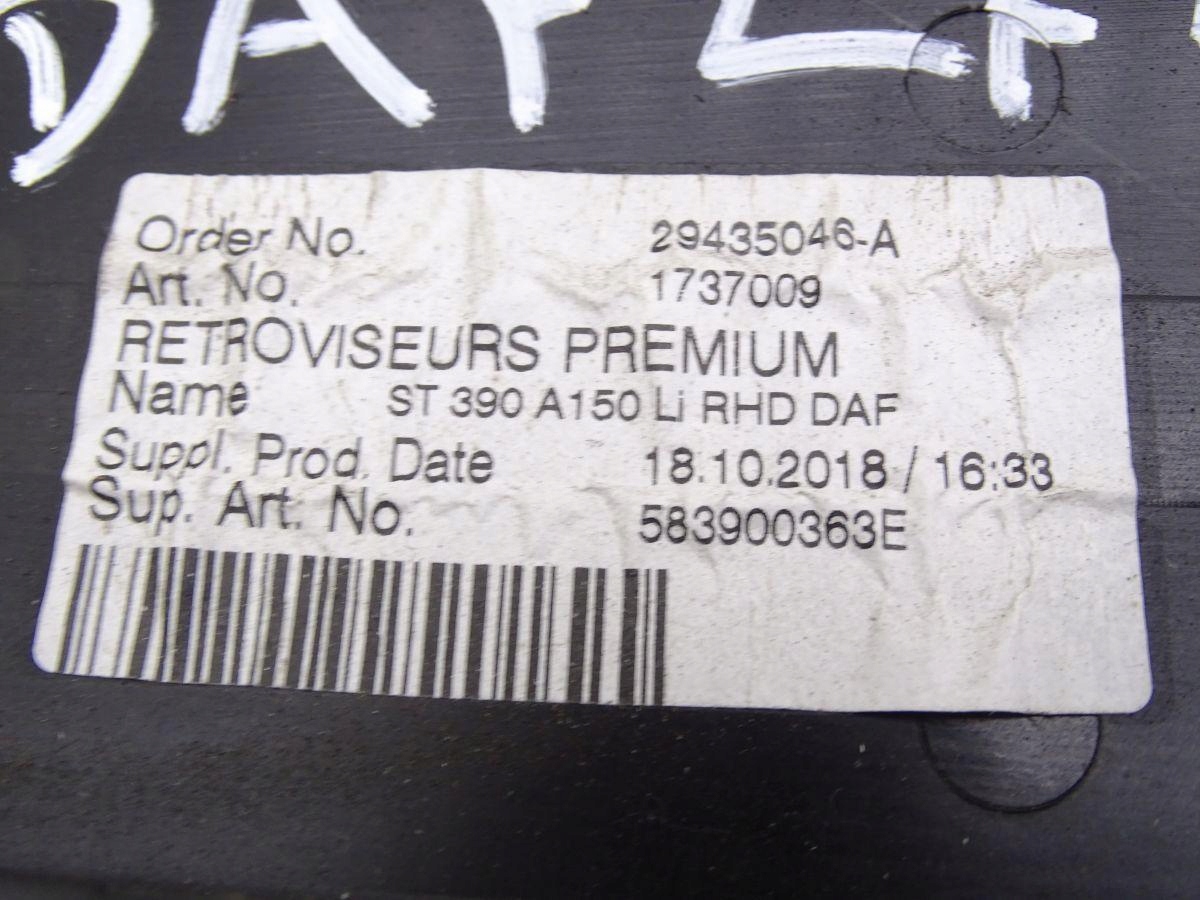 Order No. 29435046-A
Art. No. 1737009
RETROVISEURS PREMIUM
Name ST 390 A150 Li RHD DAF
Suppl. Prod. Date 18.10.2018 / 16:33
Sup. Art. No. 583900363E